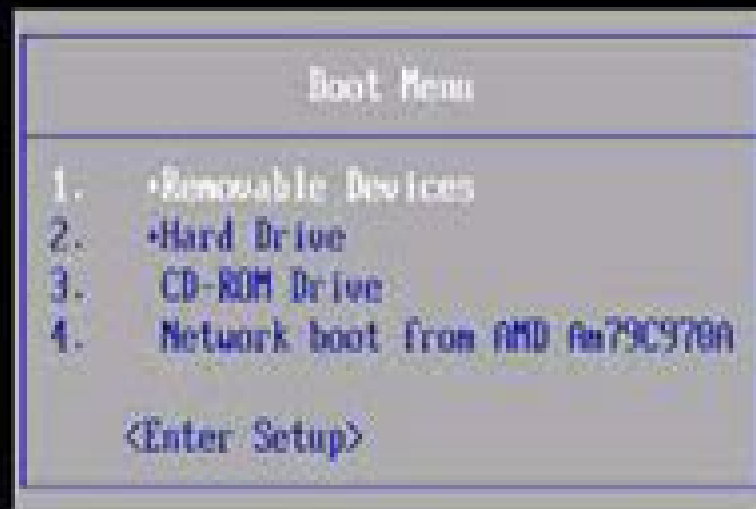 Boot Menu
1. +Removable Devices
2. +Hard Drive
3. CD-ROM Drive
4. Network boot from AMD Am79C970A
<Enter Setup>